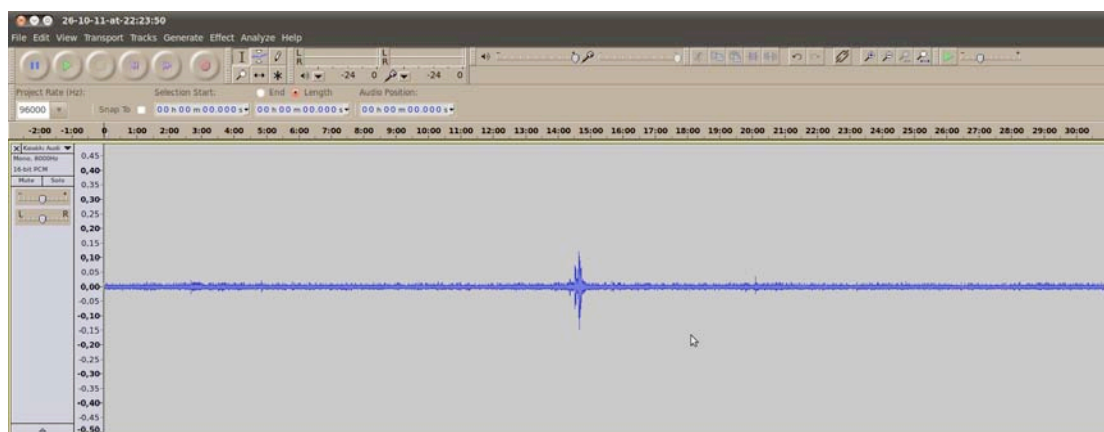 26-10-11-at-22:23:50
File Edit View Transport Tracks Generate Effect Analyze Help
L
R
L
R
-24 0 -24 0
Project Rate (Hz): Selection Start: End Length Audio Position:
96000 Snap To 00 h 00 m 00.000 s 00 h 00 m 00.000 s 00 h 00 m 00.000 s
-2:00 -1:00 0 1:00 2:00 3:00 4:00 5:00 6:00 7:00 8:00 9:00 10:00 11:00 12:00 13:00 14:00 15:00 16:00 17:00 18:00 19:00 20:00 21:00 22:00 23:00 24:00 25:00 26:00 27:00 28:00 29:00 30:00
Mono, 8000Hz
16-bit PCM
Mute Solo
- +
L R
0,45
0,40
0,35
0,30
0,25
0,20
0,15
0,10
0,05
0,00
-0,05
-0,10
-0,15
-0,20
-0,25
-0,30
-0,35
-0,40
-0,45
-0,50